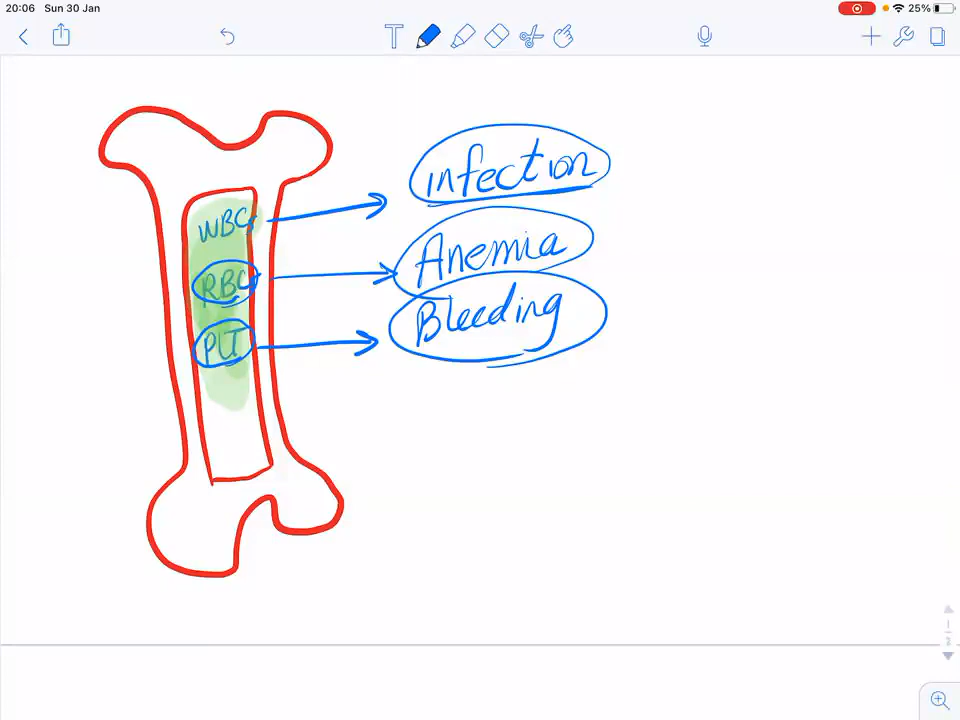 20:06 Sun 30 Jan
25%
T
WBC
infection
RBC
Anemia
PLT
Bleeding